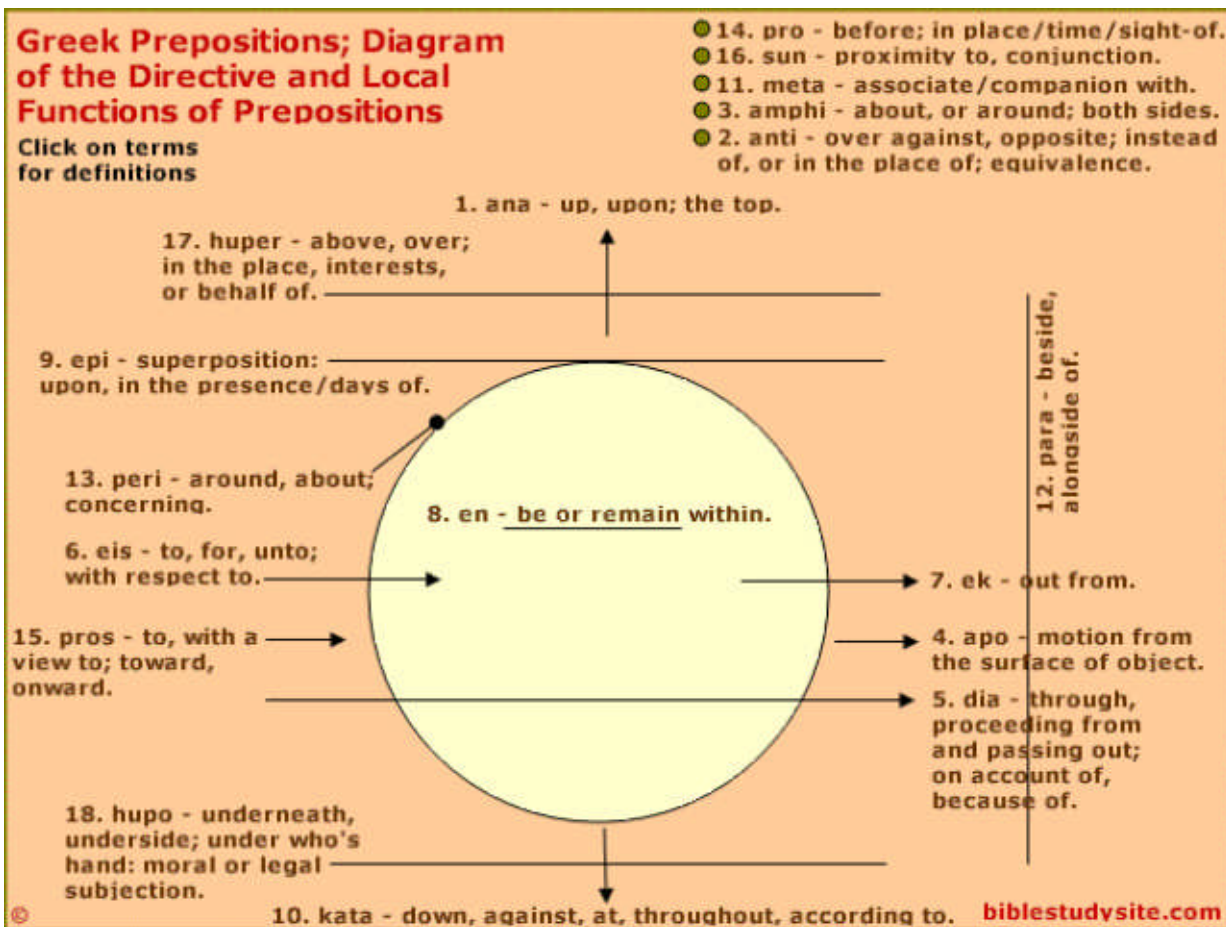 Greek Prepositions; Diagram
of the Directive and Local
Functions of Prepositions
Click on terms
for definitions
14. pro - before; in place/time/sight-of.
16. sun - proximity to, conjunction.
11. meta - associate/companion with.
3. amphi - about, or around; both sides.
2. anti - over against, opposite; instead
of, or in the place of; equivalence.
1. ana - up, upon; the top.
17. huper - above, over;
in the place, interests,
or behalf of.
9. epi - superposition:
upon, in the presence/days of.
12. para - beside,
alongside of.
13. peri - around, about;
concerning.
8. en - be or remain within.
6. eis - to, for, unto;
with respect to.
7. ek - out from.
15. pros - to, with a
view to; toward,
onward.
4. apo - motion from
the surface of object.
5. dia - through,
proceeding from
and passing out;
on account of,
because of.
18. hupo - underneath,
underside; under who's
hand: moral or legal
subjection.
10. kata - down, against, at, throughout, according to.
©
biblestudysite.com